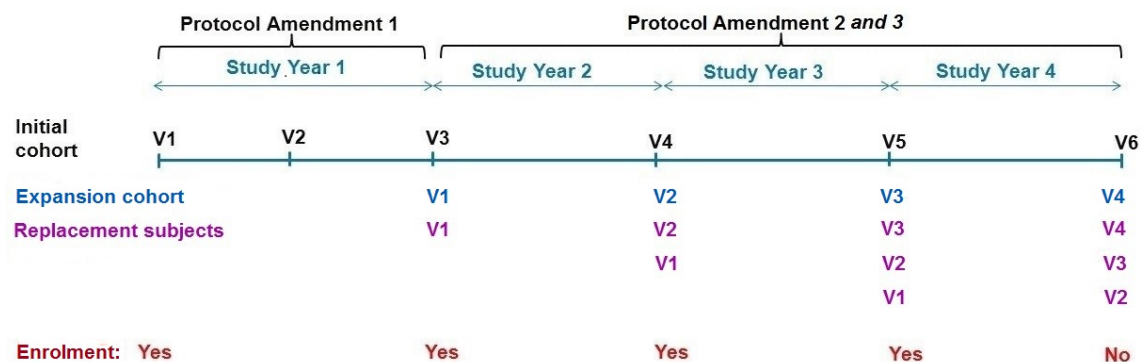 Protocol Amendment 1 Protocol Amendment 2 and 3
Study Year 1 Study Year 2 Study Year 3 Study Year 4
Initial cohort V1 V2 V3 V4 V5 V6
Expansion cohort V1 V2 V3 V4
Replacement subjects V1 V2 V3 V4
V1 V2 V3
V1 V2
Enrolment: Yes Yes Yes Yes No